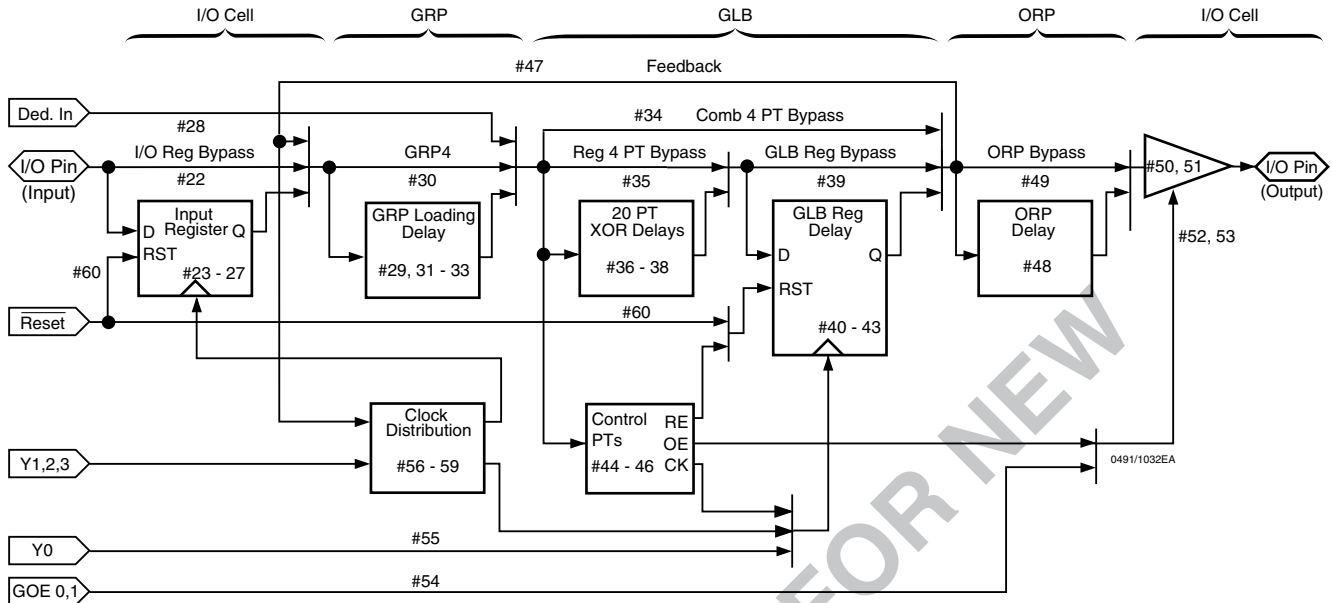 I/O Cell GRP GLB ORP I/O Cell
#47 Feedback
Ded. In
#28
#34 Comb 4 PT Bypass
I/O Pin
(Input)
I/O Reg Bypass
#22
GRP4
#30
Reg 4 PT Bypass
#35
GLB Reg Bypass
#39
ORP Bypass
#49
#50, 51
I/O Pin
(Output)
Input
Register
D Q
RST
#23 - 27
GRP Loading
Delay
#29, 31 - 33
20 PT
XOR Delays
#36 - 38
GLB Reg
Delay
D Q
RST
#40 - 43
ORP
Delay
#48
#52, 53
#60
Reset
#60
Clock
Distribution
#56 - 59
Control
PTs
#44 - 46
RE
OE
CK
Y1,2,3
0491/1032EA
Y0
#55
GOE 0,1
#54
FOR NEW